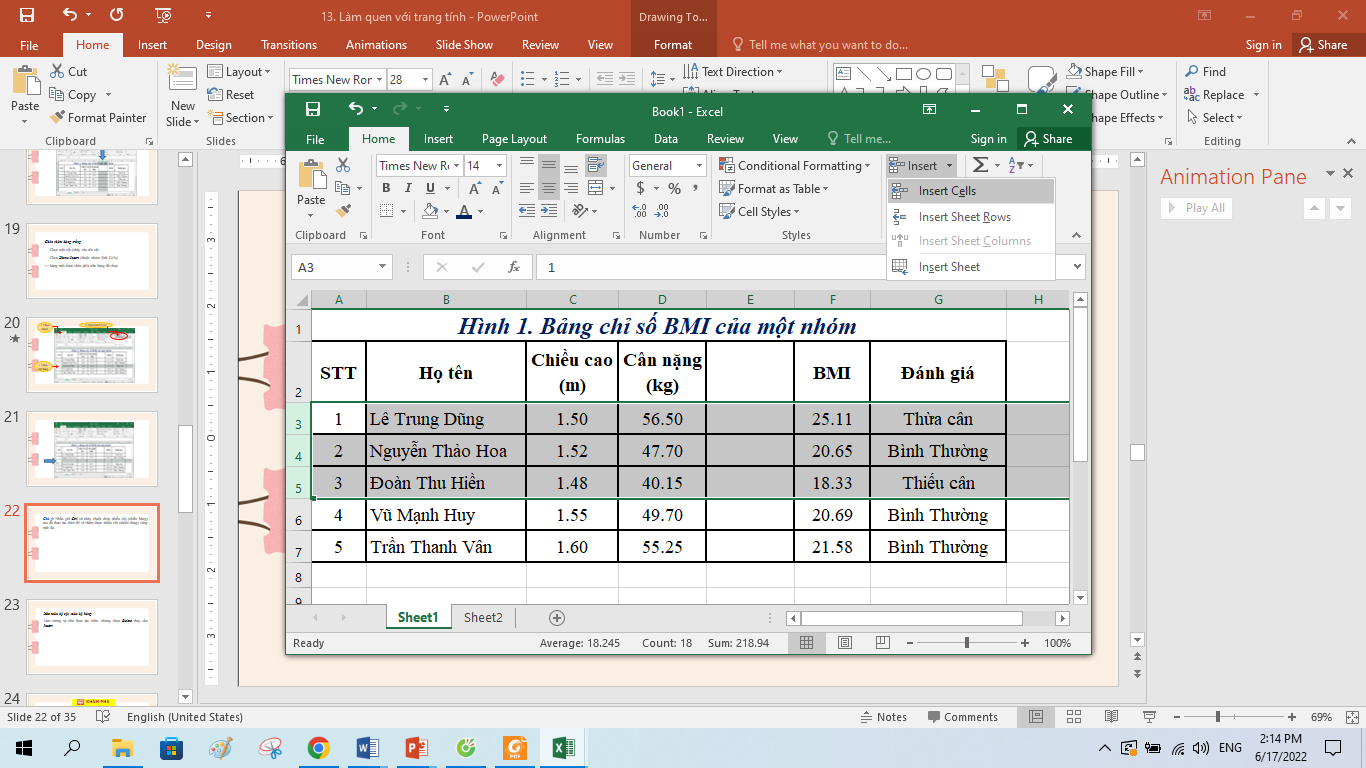 13. Làm quen với trang tính - PowerPoint
Drawing To...
File
Home
Insert
Design
Transitions
Animations
Slide Show
Review
View
Format
Tell me what you want to do...
Sign in
Share
Paste
Cut
Copy
Format Painter
Clipboard
New
Slide
Layout
Reset
Section
Slides
Times New Ror
28
Text Direction
Shape Fill
Shape Outline
Shape Effects
Find
Replace
Select
Editing
Book1 - Excel
File
Home
Insert
Page Layout
Formulas
Data
Review
View
Tell me...
Sign in
Share
Paste
Clipboard
Times New Ro
14
B I U
Font
Alignment
General
$ % ,
Number
Conditional Formatting
Format as Table
Cell Styles
Styles
Insert
Insert Cells
Insert Sheet Rows
Insert Sheet Columns
Insert Sheet
A3
fx
1
A B C D E F G H
1 Hình 1. Bảng chỉ số BMI của một nhóm
2 STT Họ tên Chiều cao (m) Cân nặng (kg) BMI Đánh giá
3 1 Lê Trung Dũng 1.50 56.50 25.11 Thừa cân
4 2 Nguyễn Thảo Hoa 1.52 47.70 20.65 Bình Thường
5 3 Đoàn Thu Hiền 1.48 40.15 18.33 Thiếu cân
6 4 Vũ Mạnh Huy 1.55 49.70 20.69 Bình Thường
7 5 Trần Thanh Vân 1.60 55.25 21.58 Bình Thường
8
9
Sheet1
Sheet2
Ready
Average: 18.245
Count: 18
Sum: 218.94
100%
Animation Pane
Play All
19
20
21
22
23
24
Slide 22 of 35
English (United States)
Notes
Comments
69%
ENG
2:14 PM
6/17/2022